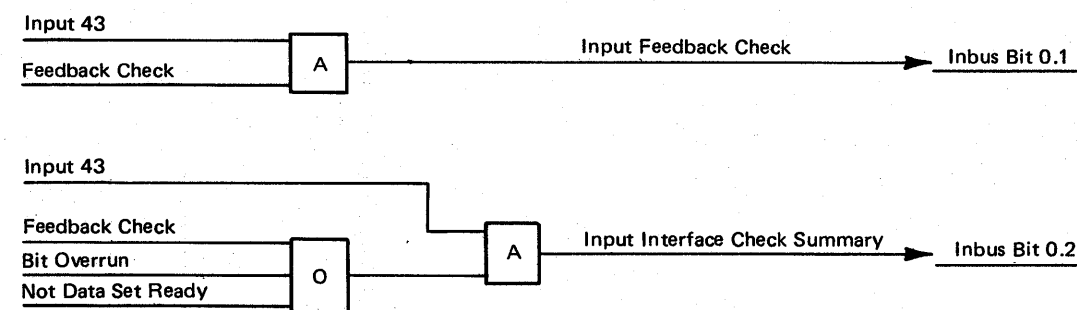 Input 43
Feedback Check
A
Input Feedback Check
Inbus Bit 0.1
Input 43
Feedback Check
Bit Overrun
Not Data Set Ready
O
A
Input Interface Check Summary
Inbus Bit 0.2